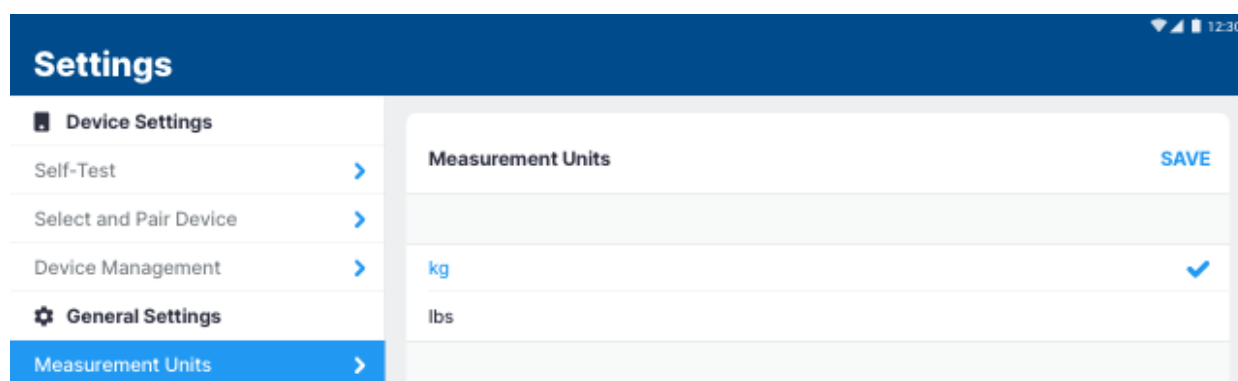 12:30
Settings
Device Settings
Self-Test
Select and Pair Device
Device Management
General Settings
Measurement Units
Measurement Units
SAVE
kg
lbs